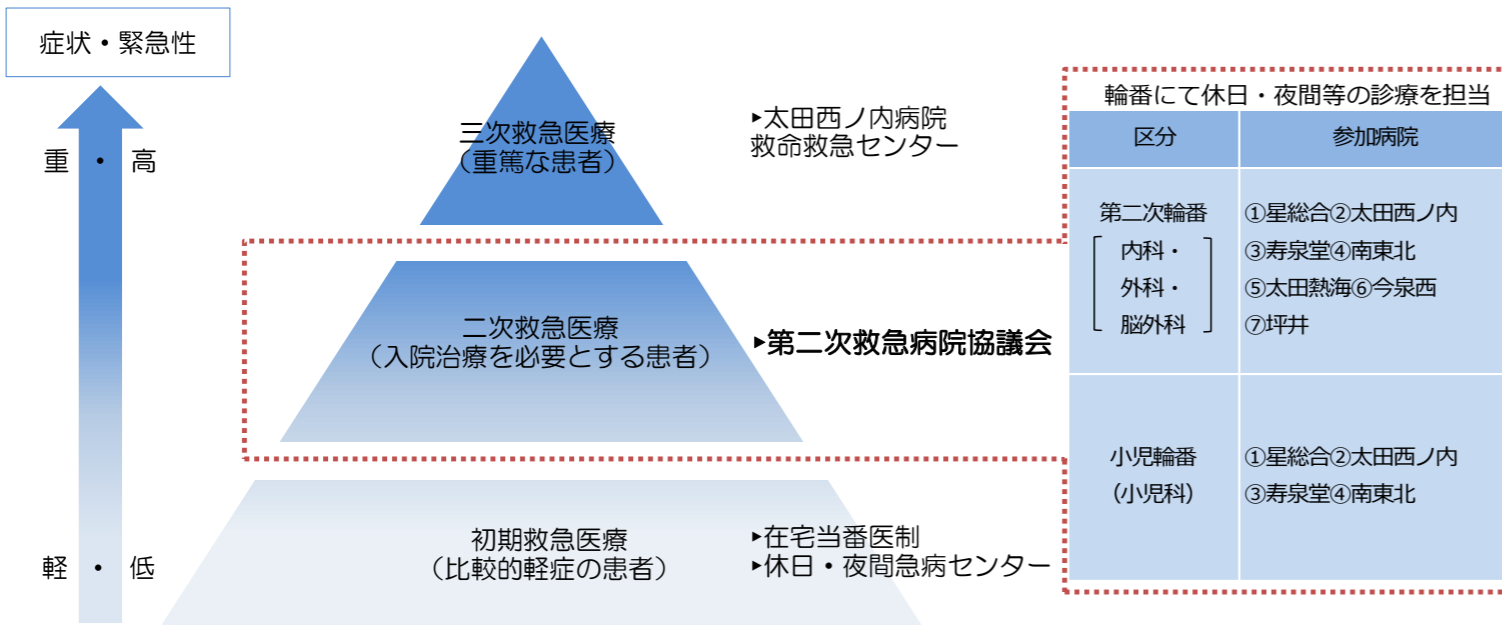 症状・緊急性
重・高
軽・低
三次救急医療
（重篤な患者）
▸太田西ノ内病院
救命救急センター
二次救急医療
（入院治療を必要とする患者）
▸第二次救急病院協議会
初期救急医療
（比較的軽症の患者）
▸在宅当番医制
▸休日・夜間急病センター
輪番にて休日・夜間等の診療を担当
区分
参加病院
第二次輪番
内科・
外科・
脳外科
①星総合②太田西ノ内
③寿泉堂④南東北
⑤太田熱海⑥今泉西
⑦坪井
小児輪番
（小児科）
①星総合②太田西ノ内
③寿泉堂④南東北